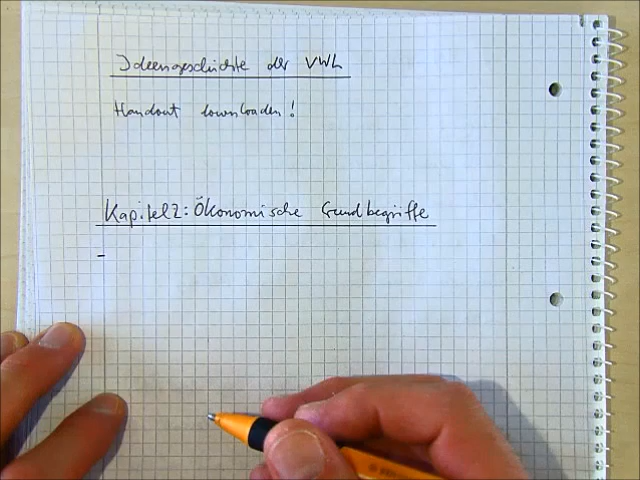 Ideengeschichte der VWL
Handout downloaden!
Kapitel 2: Ökonomische Grundbegriffe
-